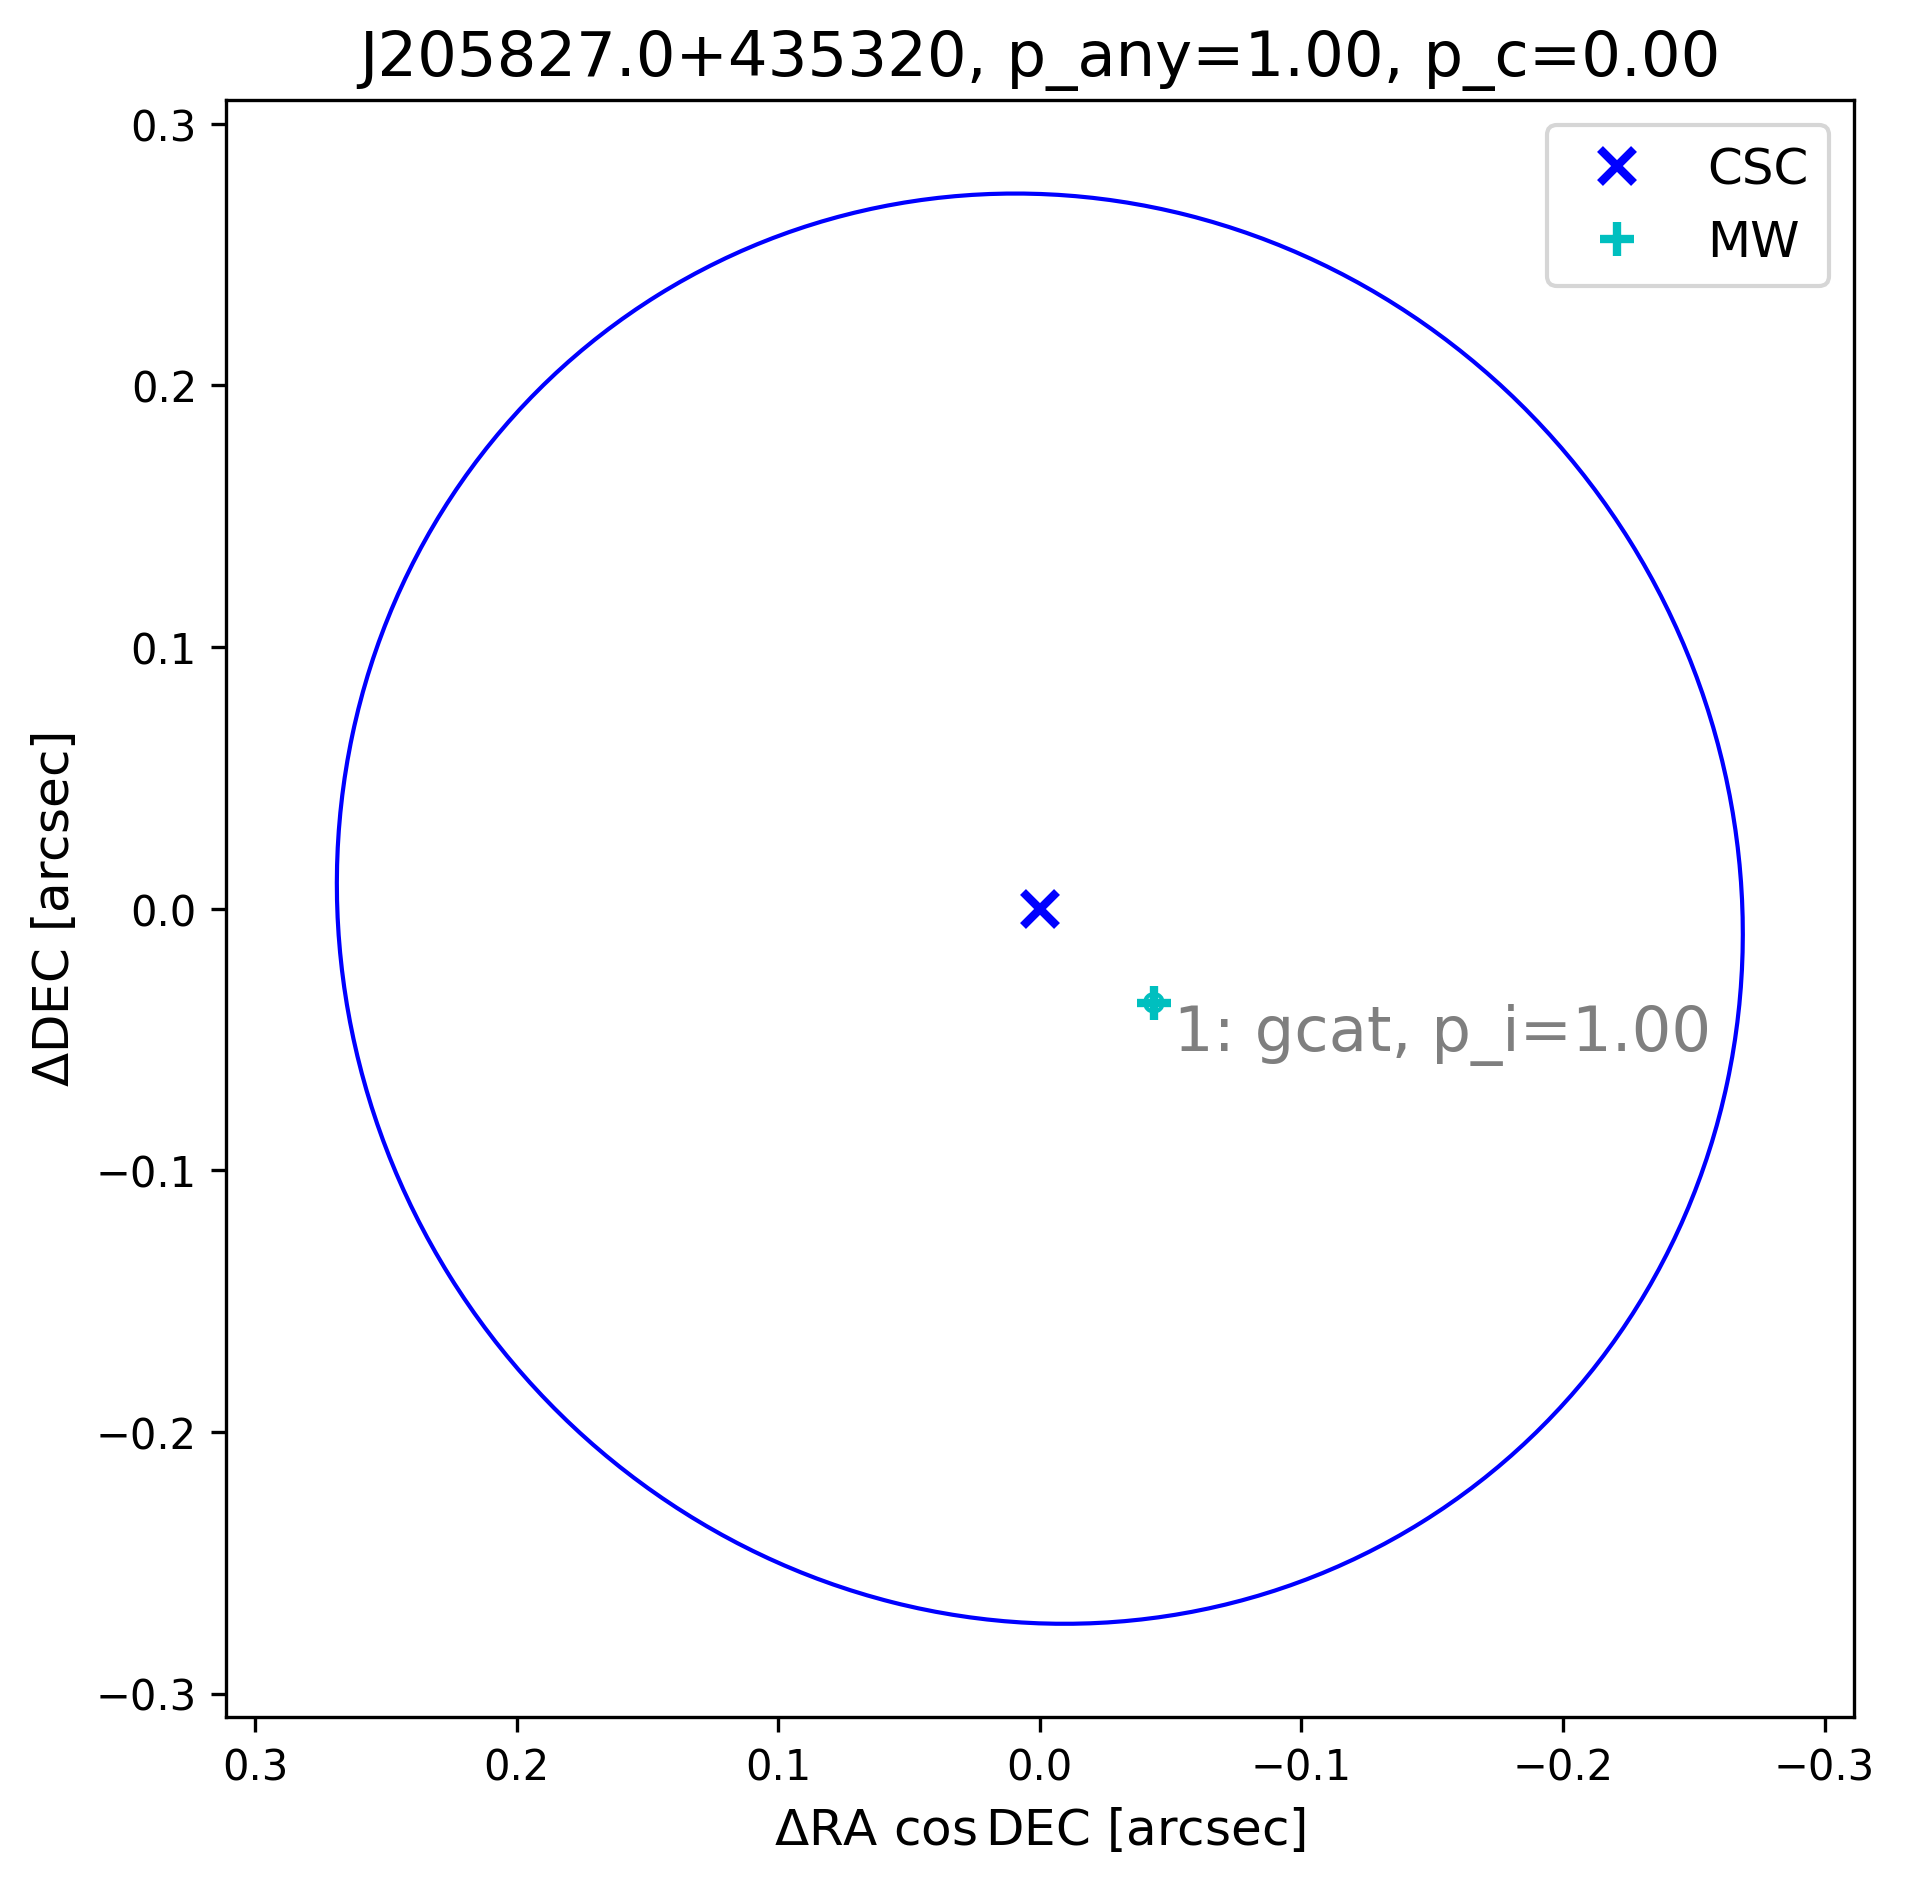 J205827.0+435320, p_any=1.00, p_c=0.00
CSC
MW
0.3
0.2
0.1
0.0
−0.1
−0.2
−0.3
ΔDEC [arcsec]
1: gcat, p_i=1.00
0.3 0.2 0.1 0.0 −0.1 −0.2 −0.3
ΔRA cos DEC [arcsec]